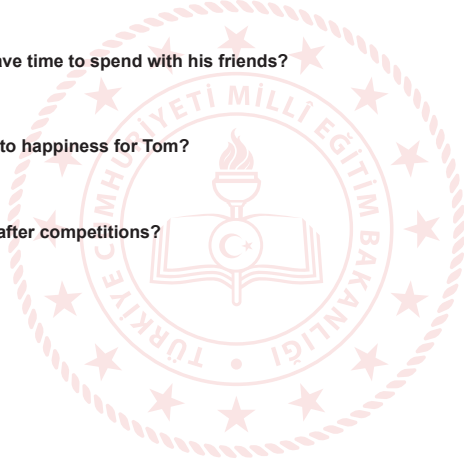 ave time to spend with his friends?
to happiness for Tom?
after competitions?
TÜRKİYE CUMHURİYETİ MİLLÎ EĞİTİM BAKANLIĞI